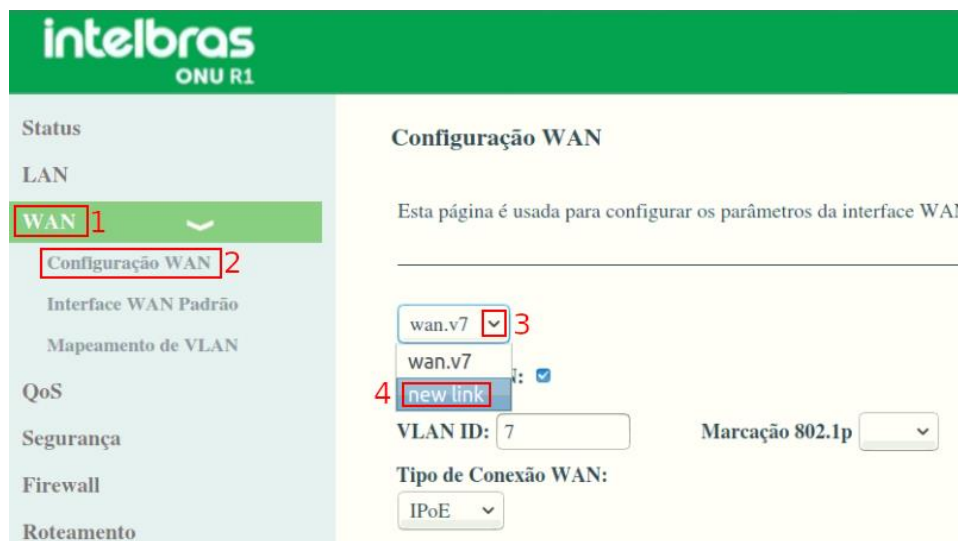 intelbras
ONU R1
Status
LAN
WAN 1
Configuração WAN 2
Interface WAN Padrão
Mapeamento de VLAN
QoS
Segurança
Firewall
Roteamento
Configuração WAN
Esta página é usada para configurar os parâmetros da interface WAN
wan.v7 3
wan.v7
4 new link
VLAN ID: 7 Marcação 802.1p
Tipo de Conexão WAN:
IPoE